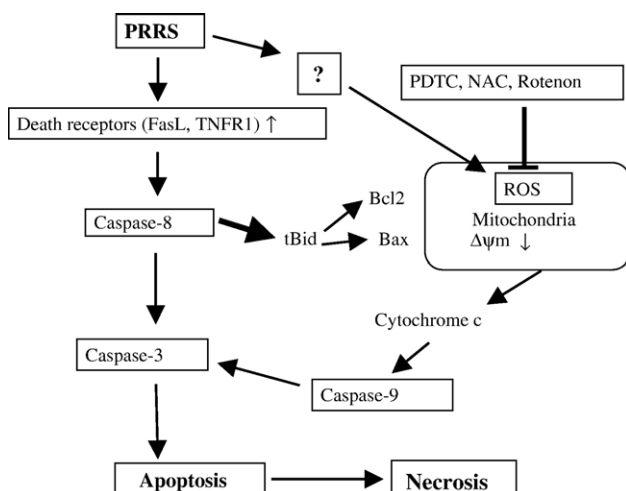 PRRS
?
PDTC, NAC, Rotenon
Death receptors (FasL, TNFR1) ↑
ROS
Bcl2
Caspase-8
Mitochondria
tBid
Bax
Δψm ↓
Cytochrome c
Caspase-3
Caspase-9
Apoptosis
Necrosis